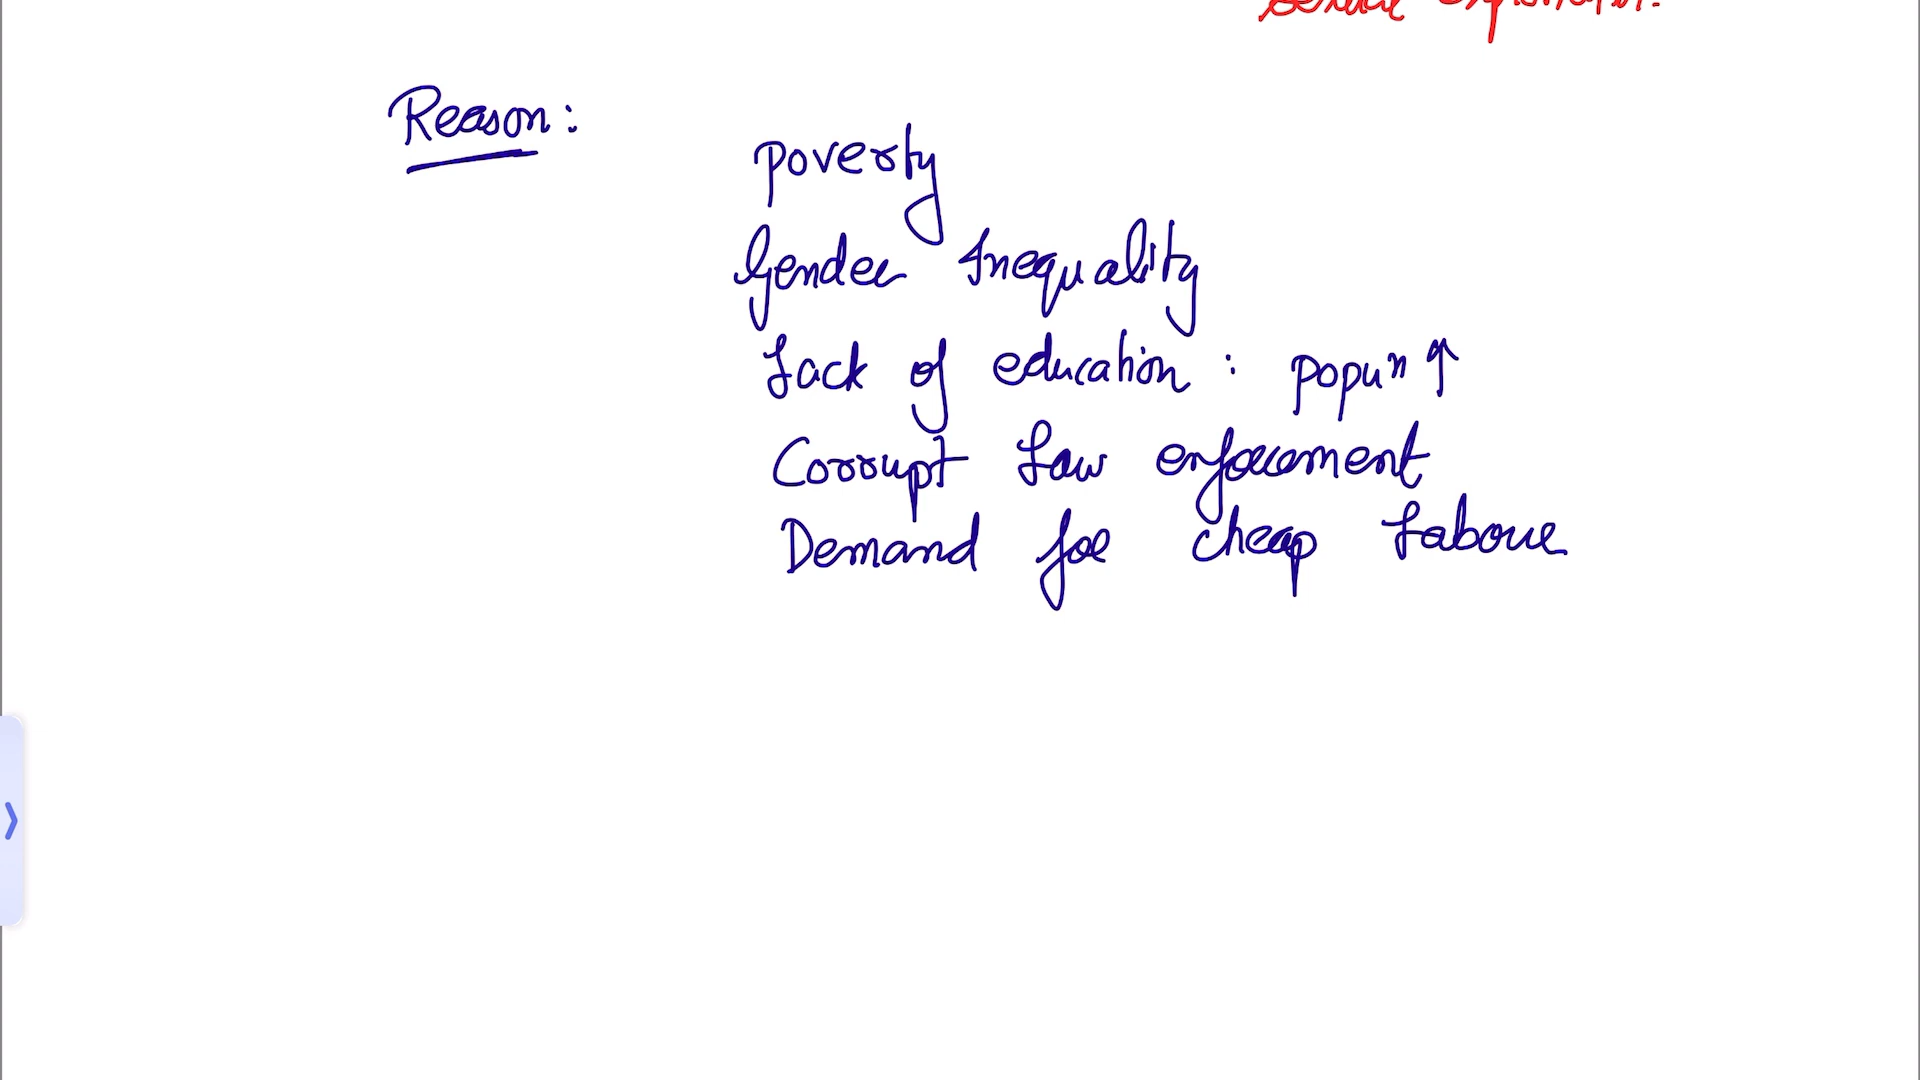 Reason:
Poverty
Gender Inequality
Lack of education : popuⁿ ↑
Corrupt Law enforcement
Demand for cheap Labour